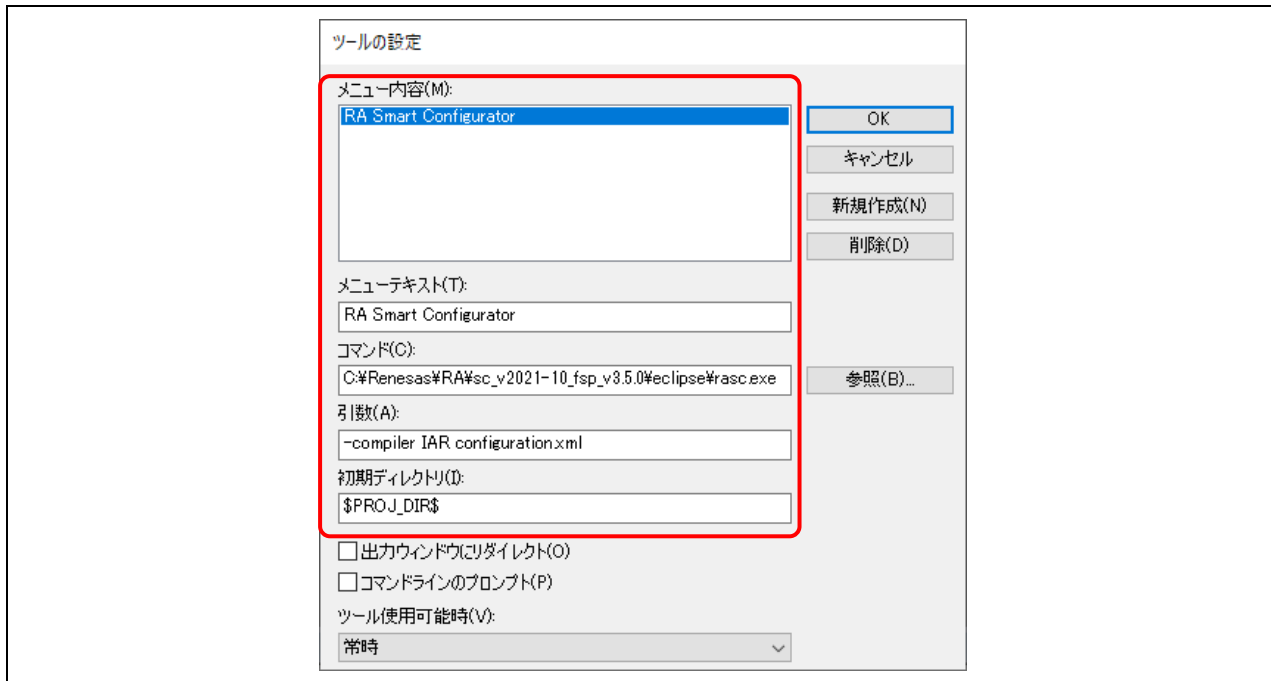 ツールの設定
メニュー内容(M):
RA Smart Configurator
OK
キャンセル
新規作成(N)
削除(D)
メニューテキスト(T):
RA Smart Configurator
コマンド(C):
C:¥Renesas¥RA¥sc_v2021-10_fsp_v3.5.0¥eclipse¥rasc.exe
参照(B)...
引数(A):
-compiler IAR configuration.xml
初期ディレクトリ(I):
$PROJ_DIR$
出力ウィンドウにリダイレクト(O)
コマンドラインのプロンプト(P)
ツール使用可能時(V):
常時